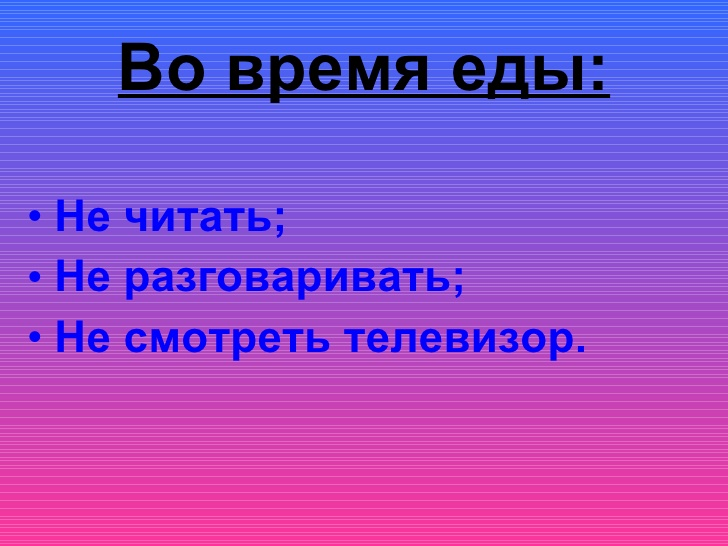 Во время еды:
• Не читать;
• Не разговаривать;
• Не смотреть телевизор.